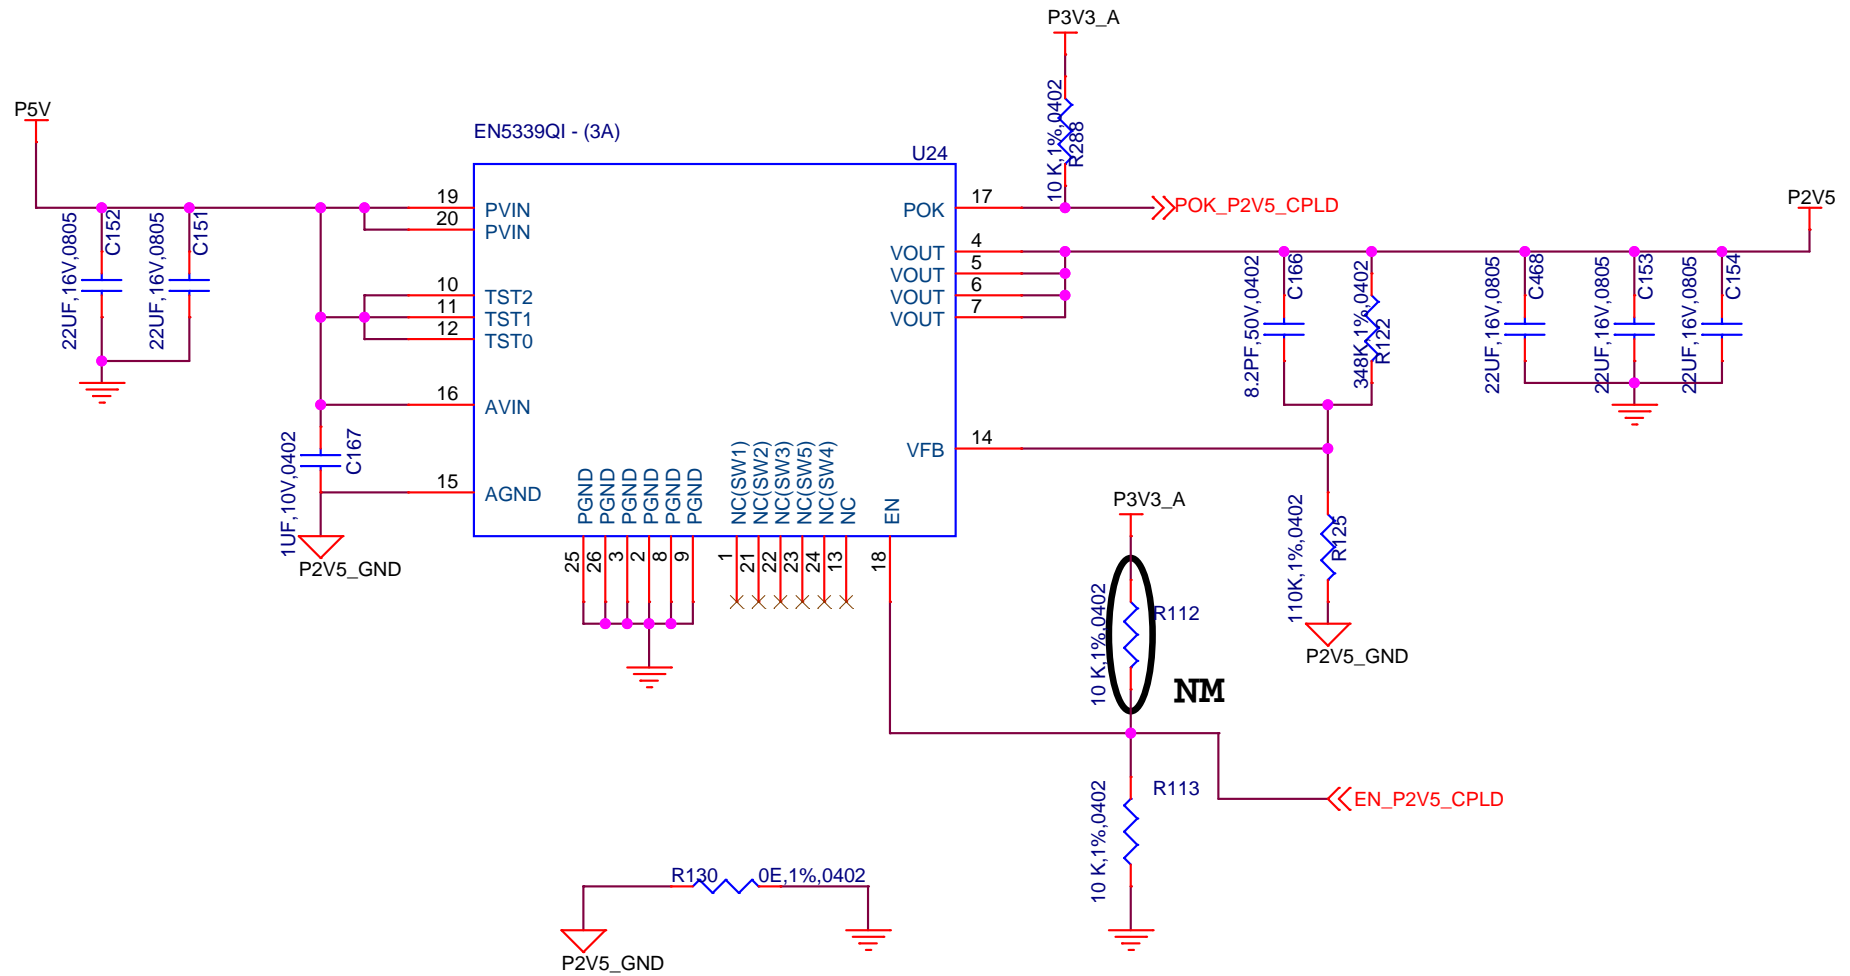 P3V3_A
P5V
EN5339QI - (3A)
U24
10 K,1%,0402
R288
19
PVIN
20
PVIN
10
TST2
11
TST1
12
TST0
16
AVIN
15
AGND
POK
17
POK_P2V5_CPLD
P2V5
VOUT
4
VOUT
5
VOUT
6
VOUT
7
VFB
14
22UF,16V,0805
C152
22UF,16V,0805
C151
1UF,10V,0402
C167
P2V5_GND
8.2PF,50V,0402
C166
348K,1%,0402
R122
22UF,16V,0805
C468
22UF,16V,0805
C153
22UF,16V,0805
C154
PGND
PGND
PGND
PGND
PGND
PGND
NC(SW1)
NC(SW2)
NC(SW3)
NC(SW5)
NC(SW4)
NC
EN
25
26
3
2
8
9
1
21
22
23
24
13
18
P3V3_A
10 K,1%,0402
R112
NM
110K,1%,0402
R125
P2V5_GND
10 K,1%,0402
R113
EN_P2V5_CPLD
R130
0E,1%,0402
P2V5_GND